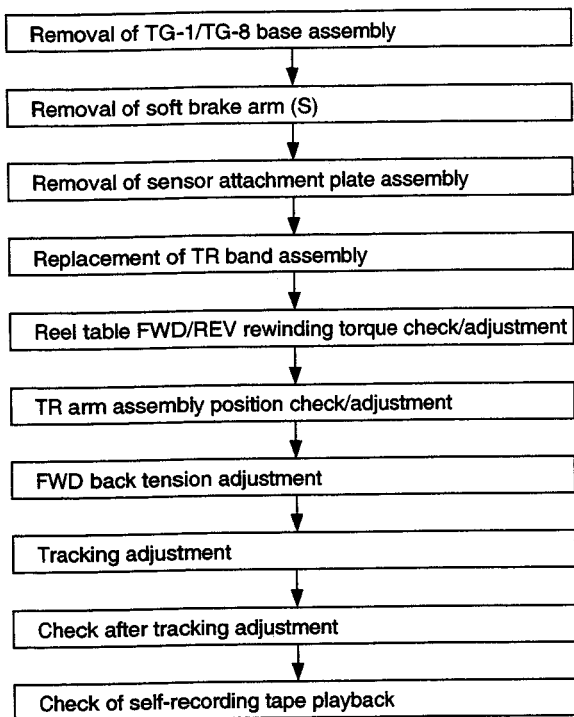 Removal of TG-1/TG-8 base assembly
Removal of soft brake arm (S)
Removal of sensor attachment plate assembly
Replacement of TR band assembly
Reel table FWD/REV rewinding torque check/adjustment
TR arm assembly position check/adjustment
FWD back tension adjustment
Tracking adjustment
Check after tracking adjustment
Check of self-recording tape playback